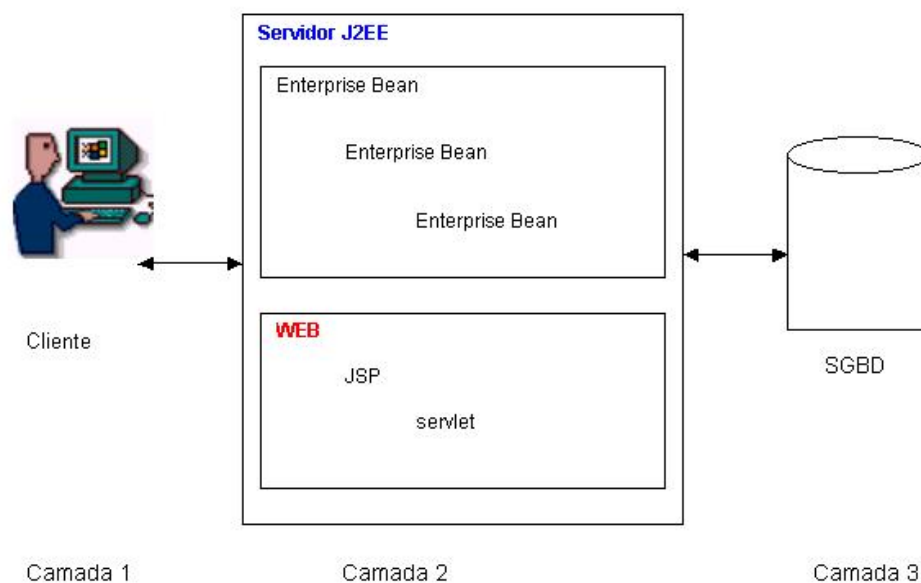 Servidor J2EE
Enterprise Bean
Enterprise Bean
Enterprise Bean
Cliente
WEB
JSP
servlet
SGBD
Camada 1
Camada 2
Camada 3